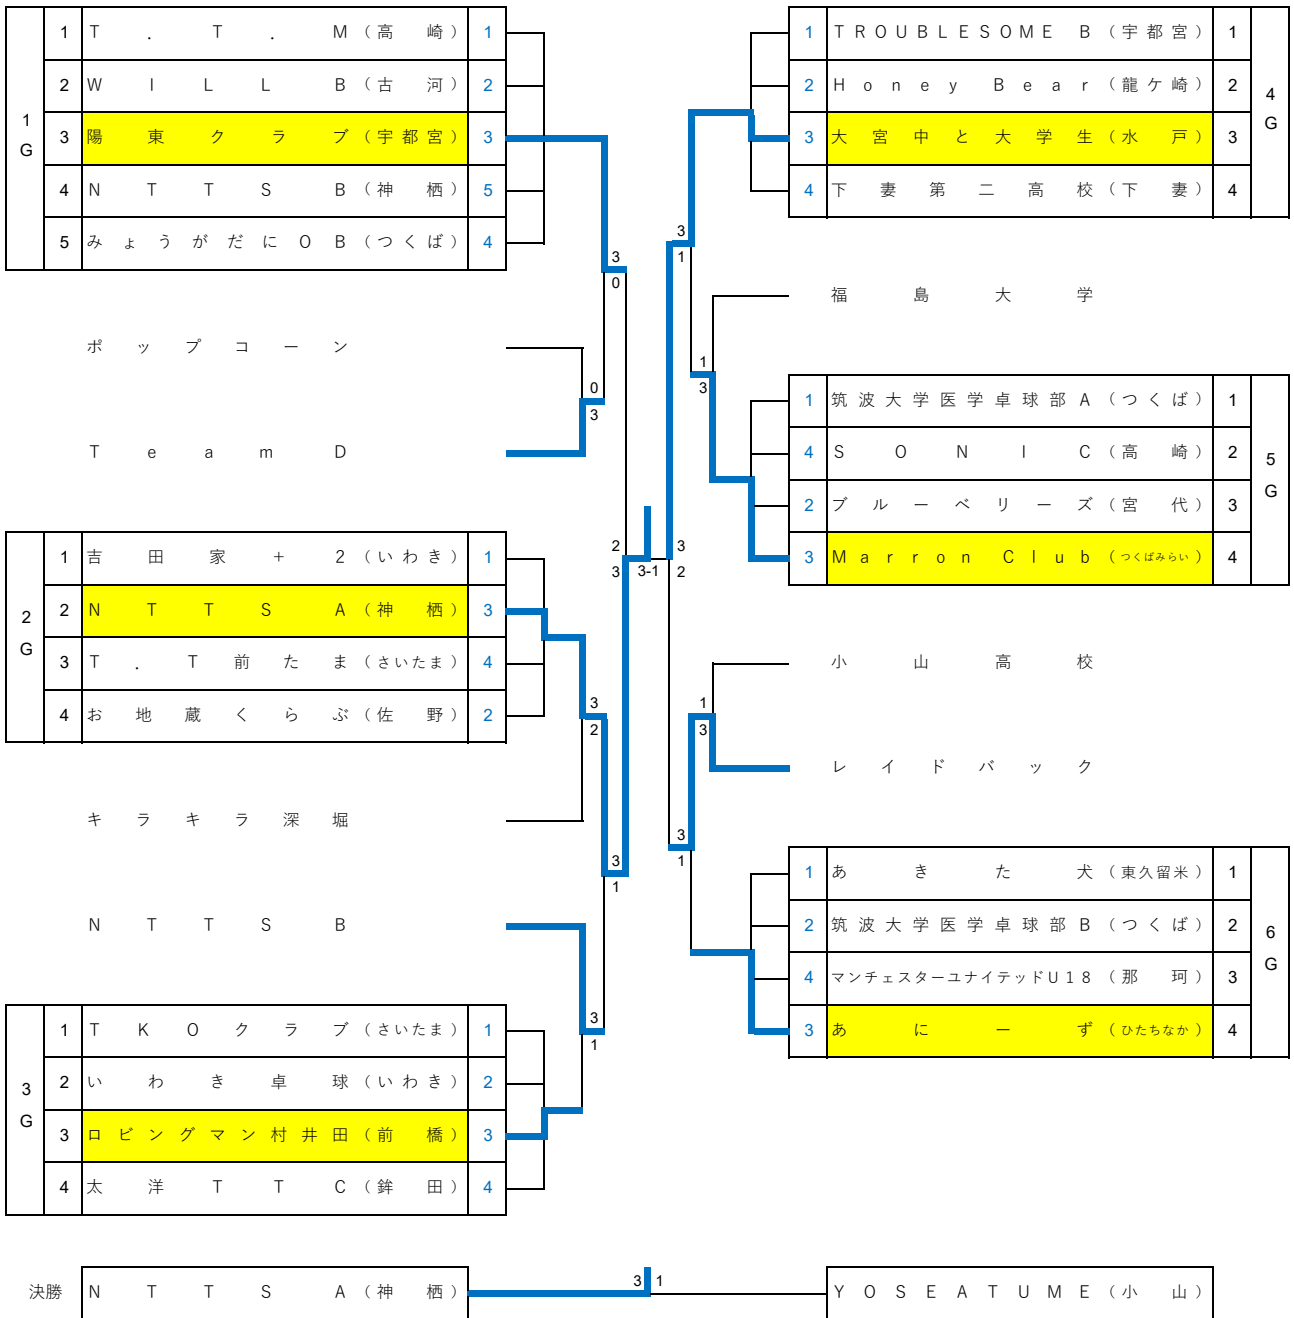 1G
1 T．T．M（高崎） 1
2 WILL B（古河） 2
3 陽東クラブ（宇都宮） 3
4 NTTS B（神栖） 5
5 みょうがだにOB（つくば） 4
3
0
ポップコーン
0
3
Team D
2G
1 吉田家＋2（いわき） 1
2 NTTS A（神栖） 3
3 T．T前たま（さいたま） 4
4 お地蔵くらぶ（佐野） 2
3
2
キラキラ深堀
3
1
NTTS B
3
1
3G
1 TKOクラブ（さいたま） 1
2 いわき卓球（いわき） 2
3 ロビングマン村井田（前橋） 3
4 太洋TTC（鉾田） 4
2
3
3-1
3
2
1 TROUBLESOME B（宇都宮） 1
2 Honey Bear（龍ケ崎） 2
3 大宮中と大学生（水戸） 3
4 下妻第二高校（下妻） 4
4G
3
1
福島大学
1
3
1 筑波大学医学卓球部A（つくば） 1
4 SONIC（高崎） 2
2 ブルーベリーズ（宮代） 3
3 Marron Club（つくばみらい） 4
5G
小山高校
1
3
レイドバック
3
1
1 あきた犬（東久留米） 1
2 筑波大学医学卓球部B（つくば） 2
4 マンチェスターユナイテッドU18（那珂） 3
3 あにーず（ひたちなか） 4
6G
決勝 NTTS A（神栖） 3 1 YOSEATUME（小山）